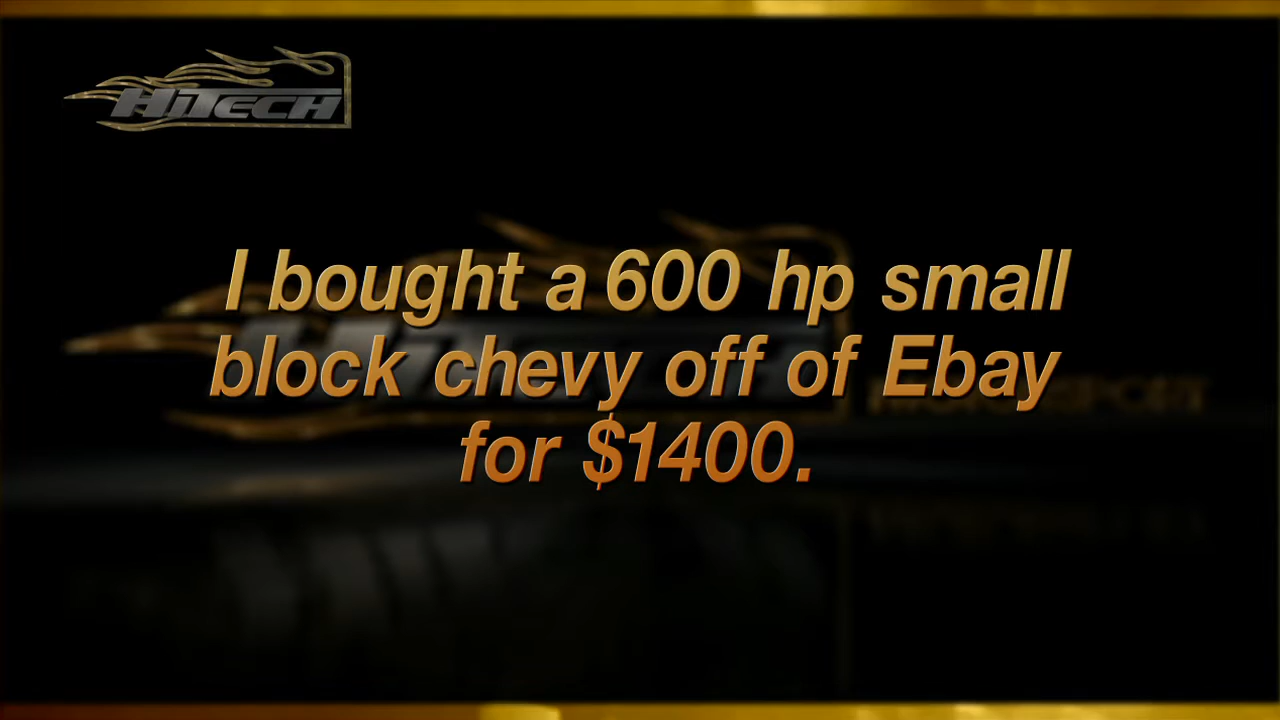 HiTECH
I bought a 600 hp small
block chevy off of Ebay
for $1400.